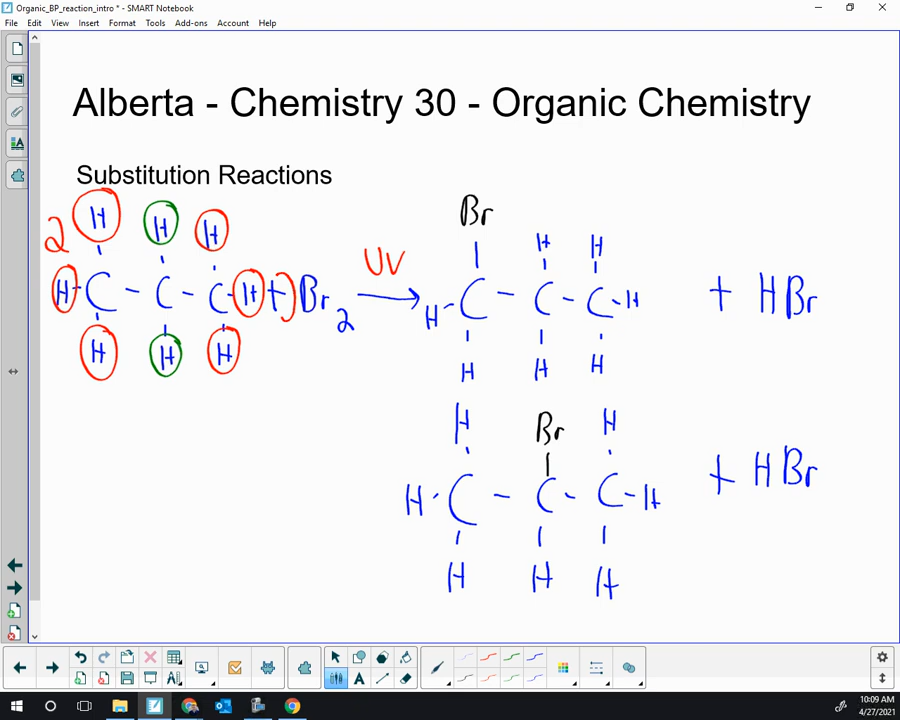 Organic_BP_reaction_intro * - SMART Notebook
File Edit View Insert Format Tools Add-ons Account Help
Alberta - Chemistry 30 - Organic Chemistry
Substitution Reactions
2 H H H
H - C - C - C - H + Br2 UV →
H H H
Br H H
H - C - C - C - H + HBr
H H H
H Br H
H - C - C - C - H + HBr
H H H
10:09 AM
4/27/2021